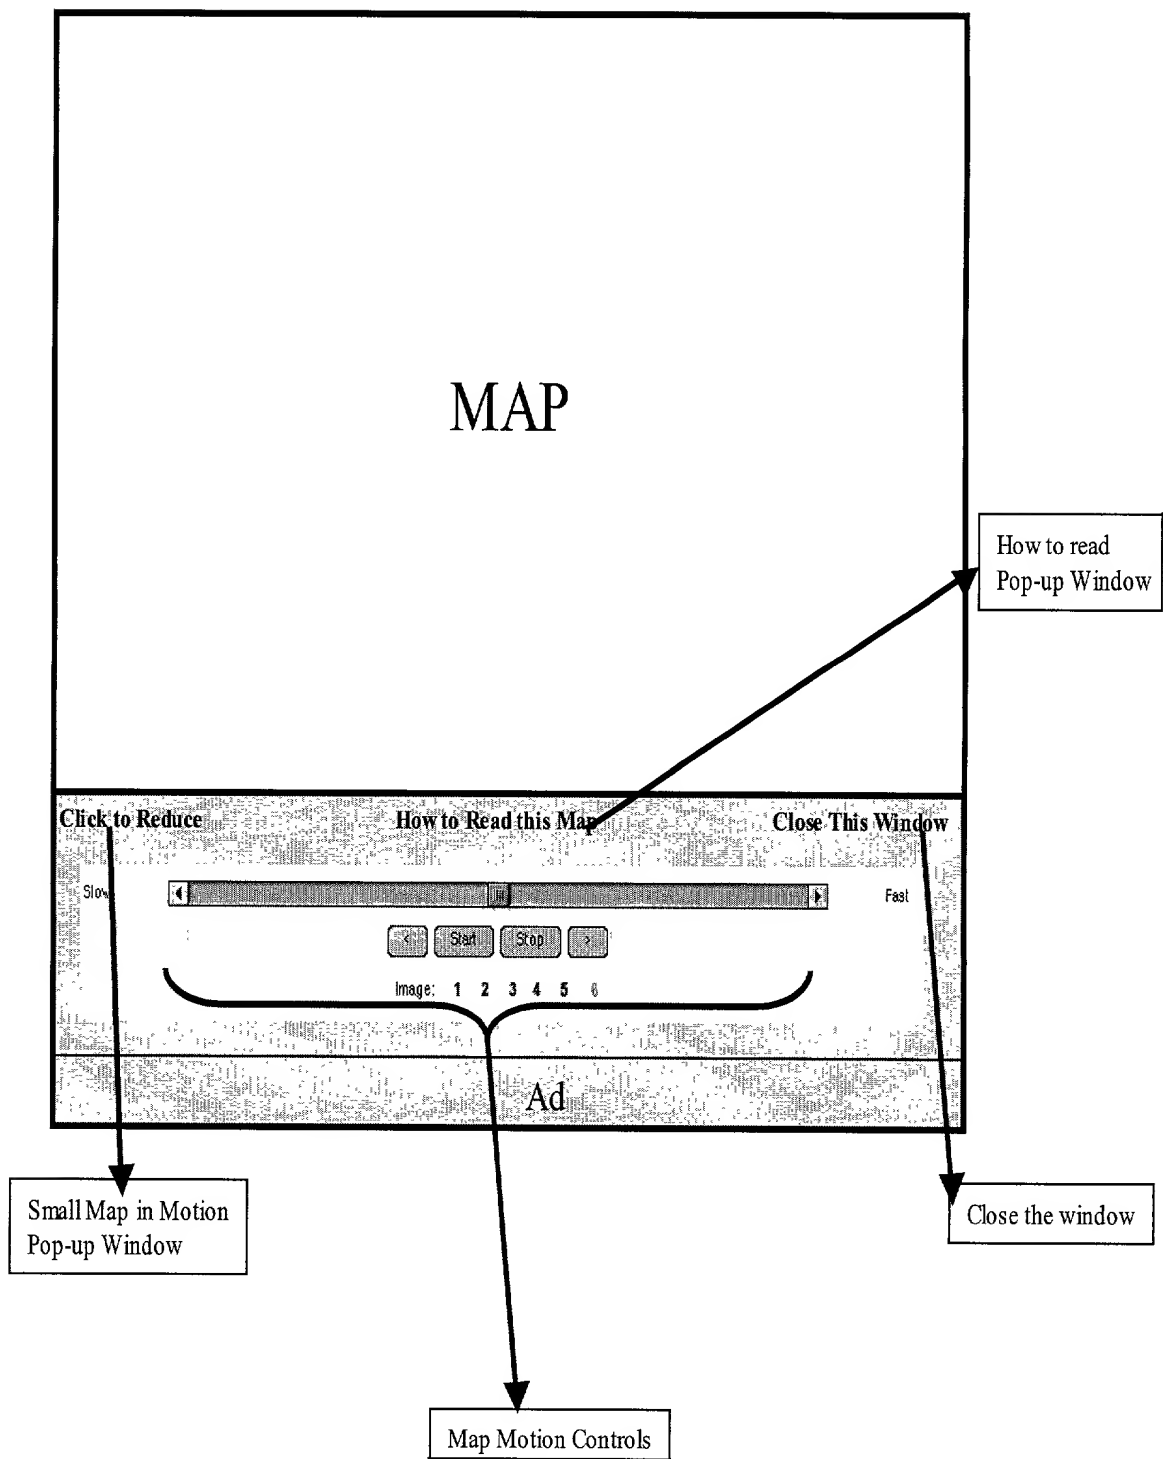 MAP
How to read
Pop-up Window
Click to Reduce How to Read this Map Close This Window
Slow Fast
< Start Stop >
Image: 1 2 3 4 5 6
Ad
Small Map in Motion
Pop-up Window
Close the window
Map Motion Controls